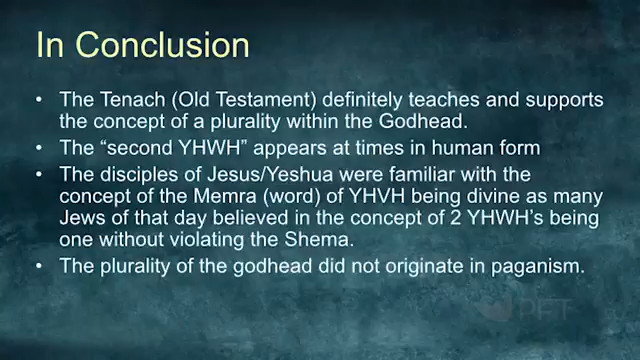 In Conclusion
• The Tenach (Old Testament) definitely teaches and supports
the concept of a plurality within the Godhead.
• The “second YHWH” appears at times in human form
• The disciples of Jesus/Yeshua were familiar with the
concept of the Memra (word) of YHVH being divine as many
Jews of that day believed in the concept of 2 YHWH’s being
one without violating the Shema.
• The plurality of the godhead did not originate in paganism.
PFT